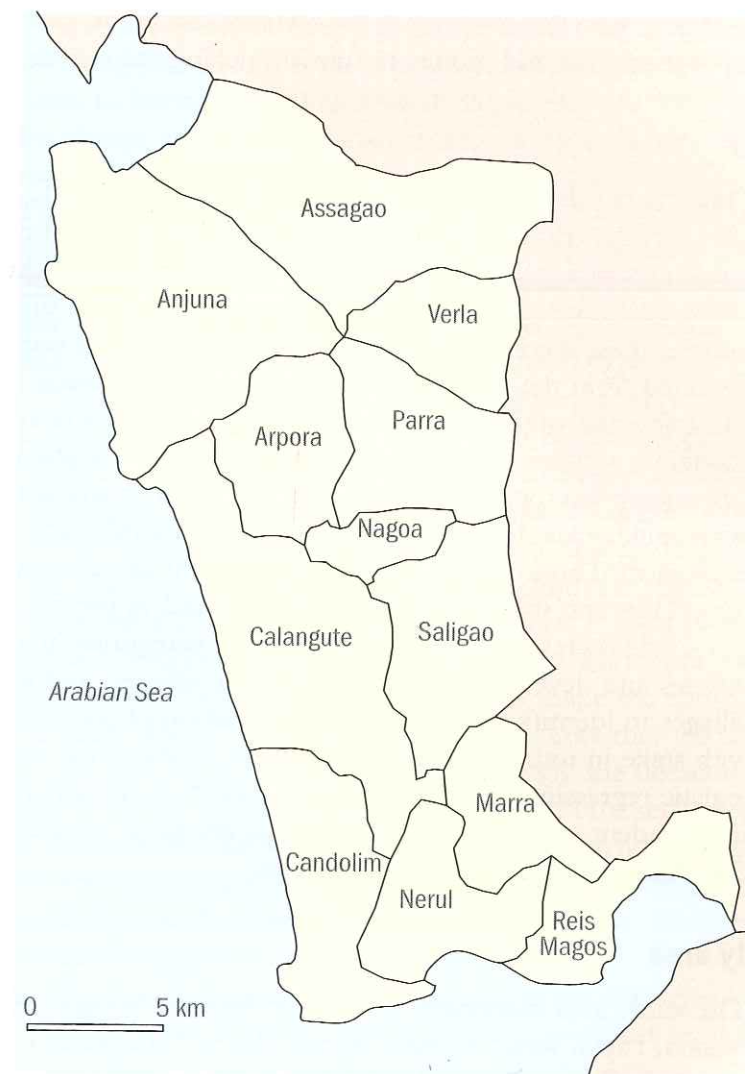 Assagao
Anjuna
Verla
Arpora
Parra
Nagoa
Calangute
Saligao
Arabian Sea
Marra
Candolim
Nerul
Reis
Magos
0 5 km